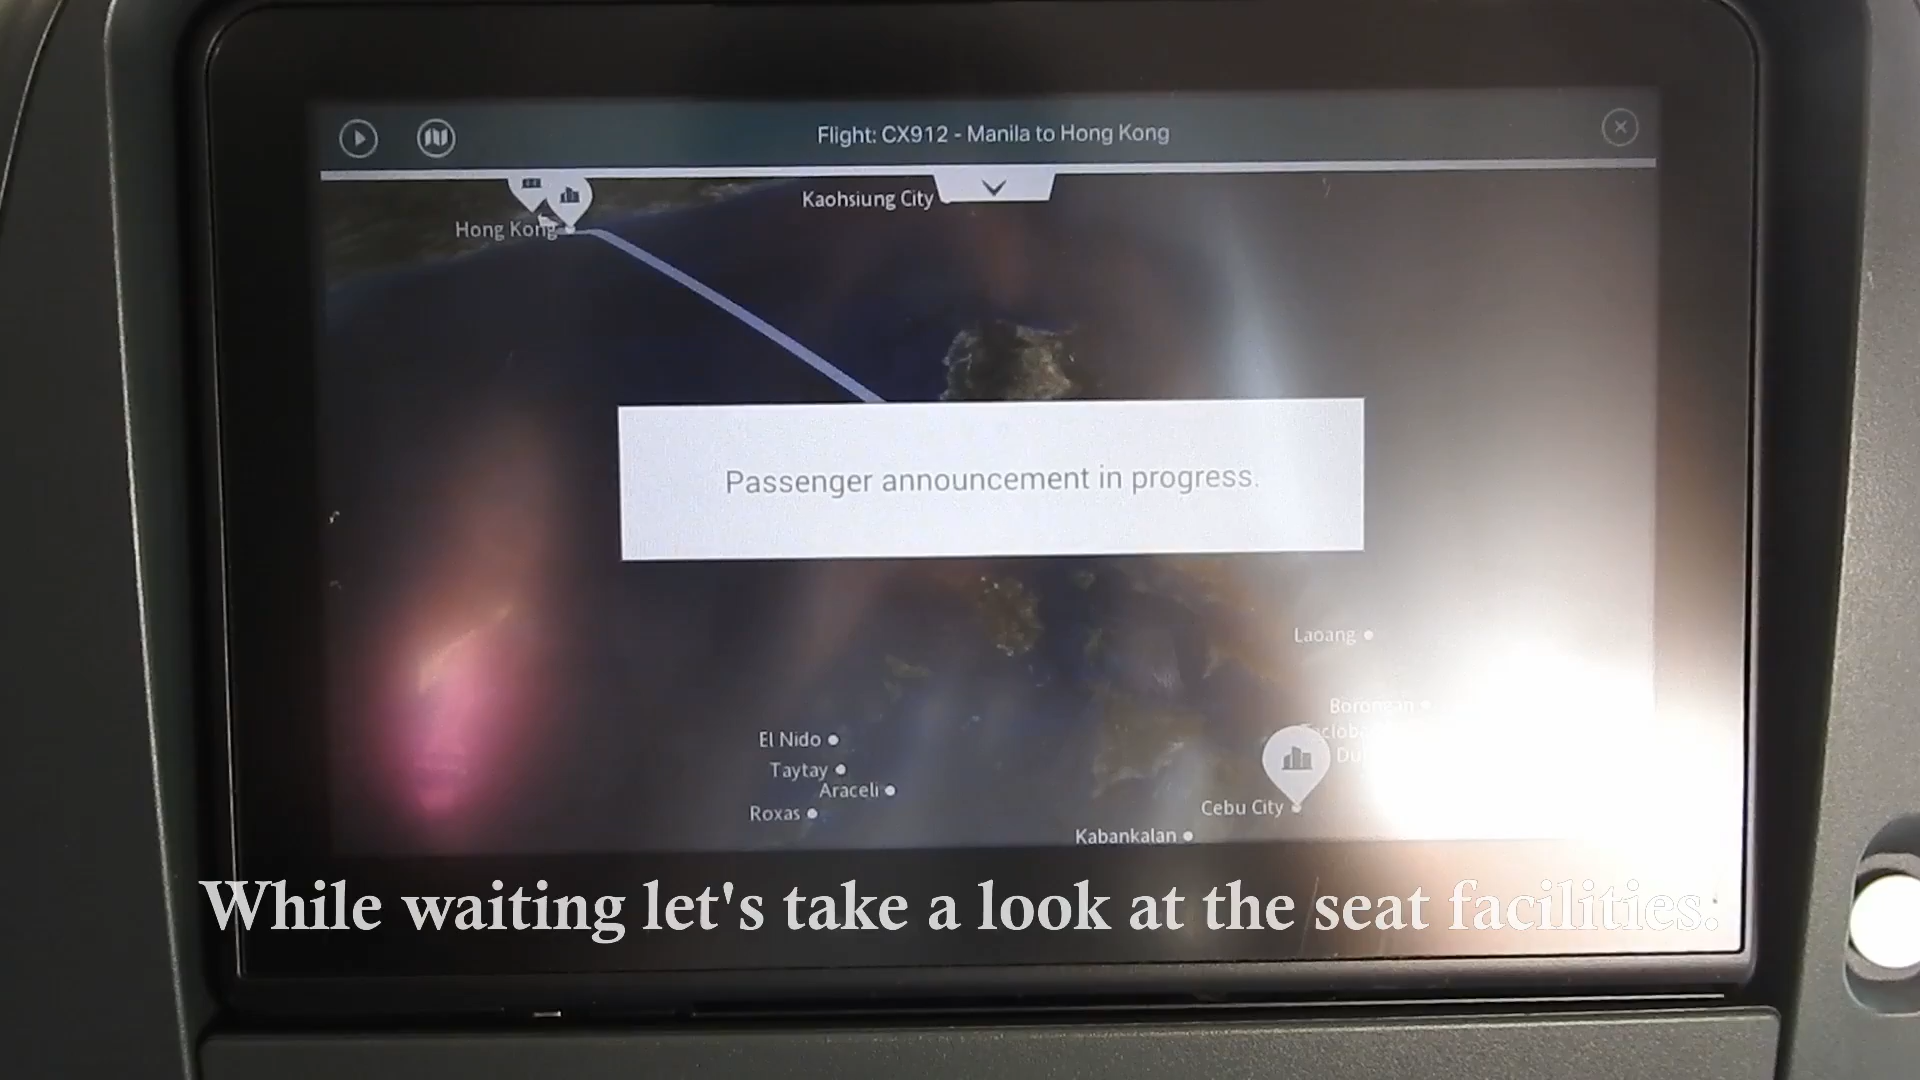 Flight: CX912 - Manila to Hong Kong
Kaohsiung City
Hong Kong
Passenger announcement in progress.
Laoang
Borongan
El Nido
Taytay
Araceli
Roxas
Cebu City
Kabankalan
While waiting let's take a look at the seat facilities.